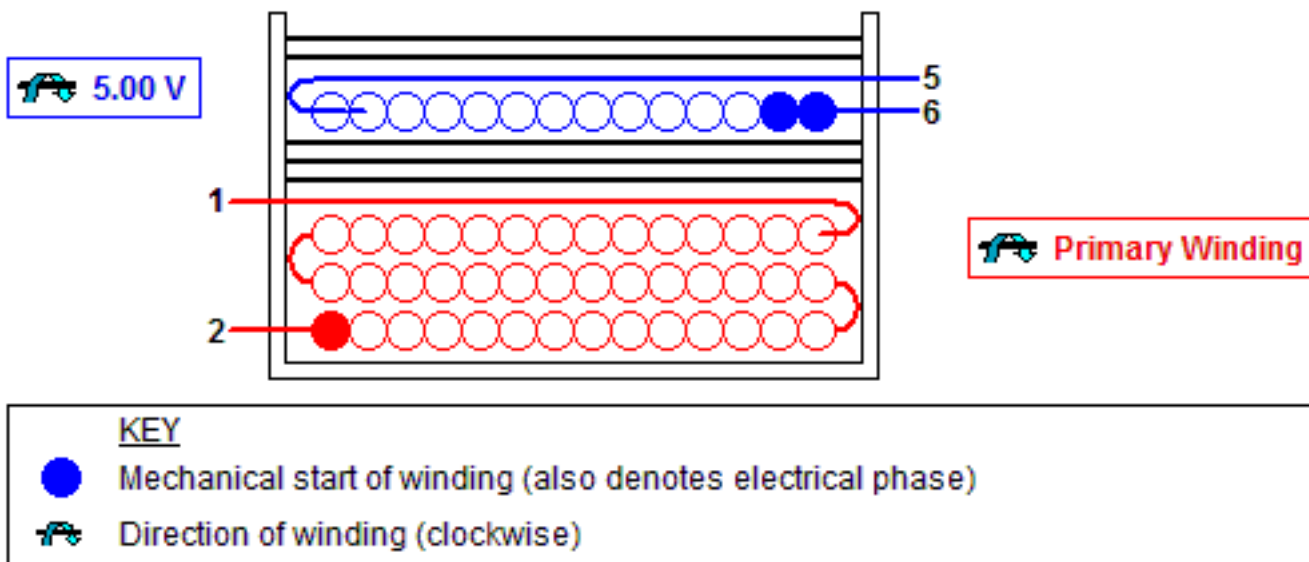 5.00 V
5
6
1
Primary Winding
2
KEY
Mechanical start of winding (also denotes electrical phase)
Direction of winding (clockwise)